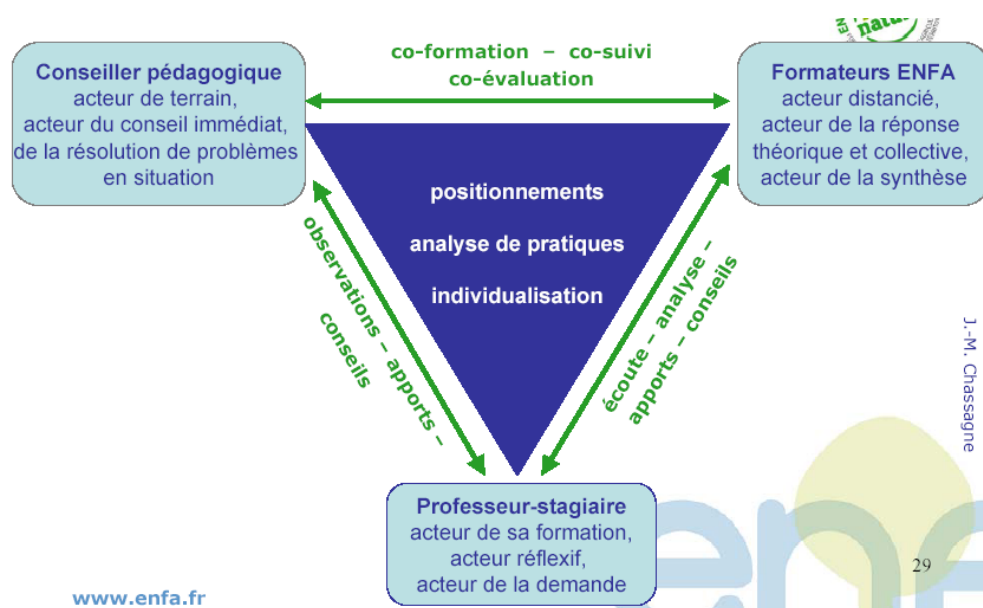 co-formation – co-suivi
co-évaluation
Conseiller pédagogique
acteur de terrain,
acteur du conseil immédiat,
de la résolution de problèmes
en situation
Formateurs ENFA
acteur distancié,
acteur de la réponse
théorique et collective,
acteur de la synthèse
positionnements
analyse de pratiques
individualisation
observations – apports –
conseils
écoute – analyse –
apports – conseils
J.-M. Chassagne
Professeur-stagiaire
acteur de sa formation,
acteur réflexif,
acteur de la demande
29
www.enfa.fr
enfa